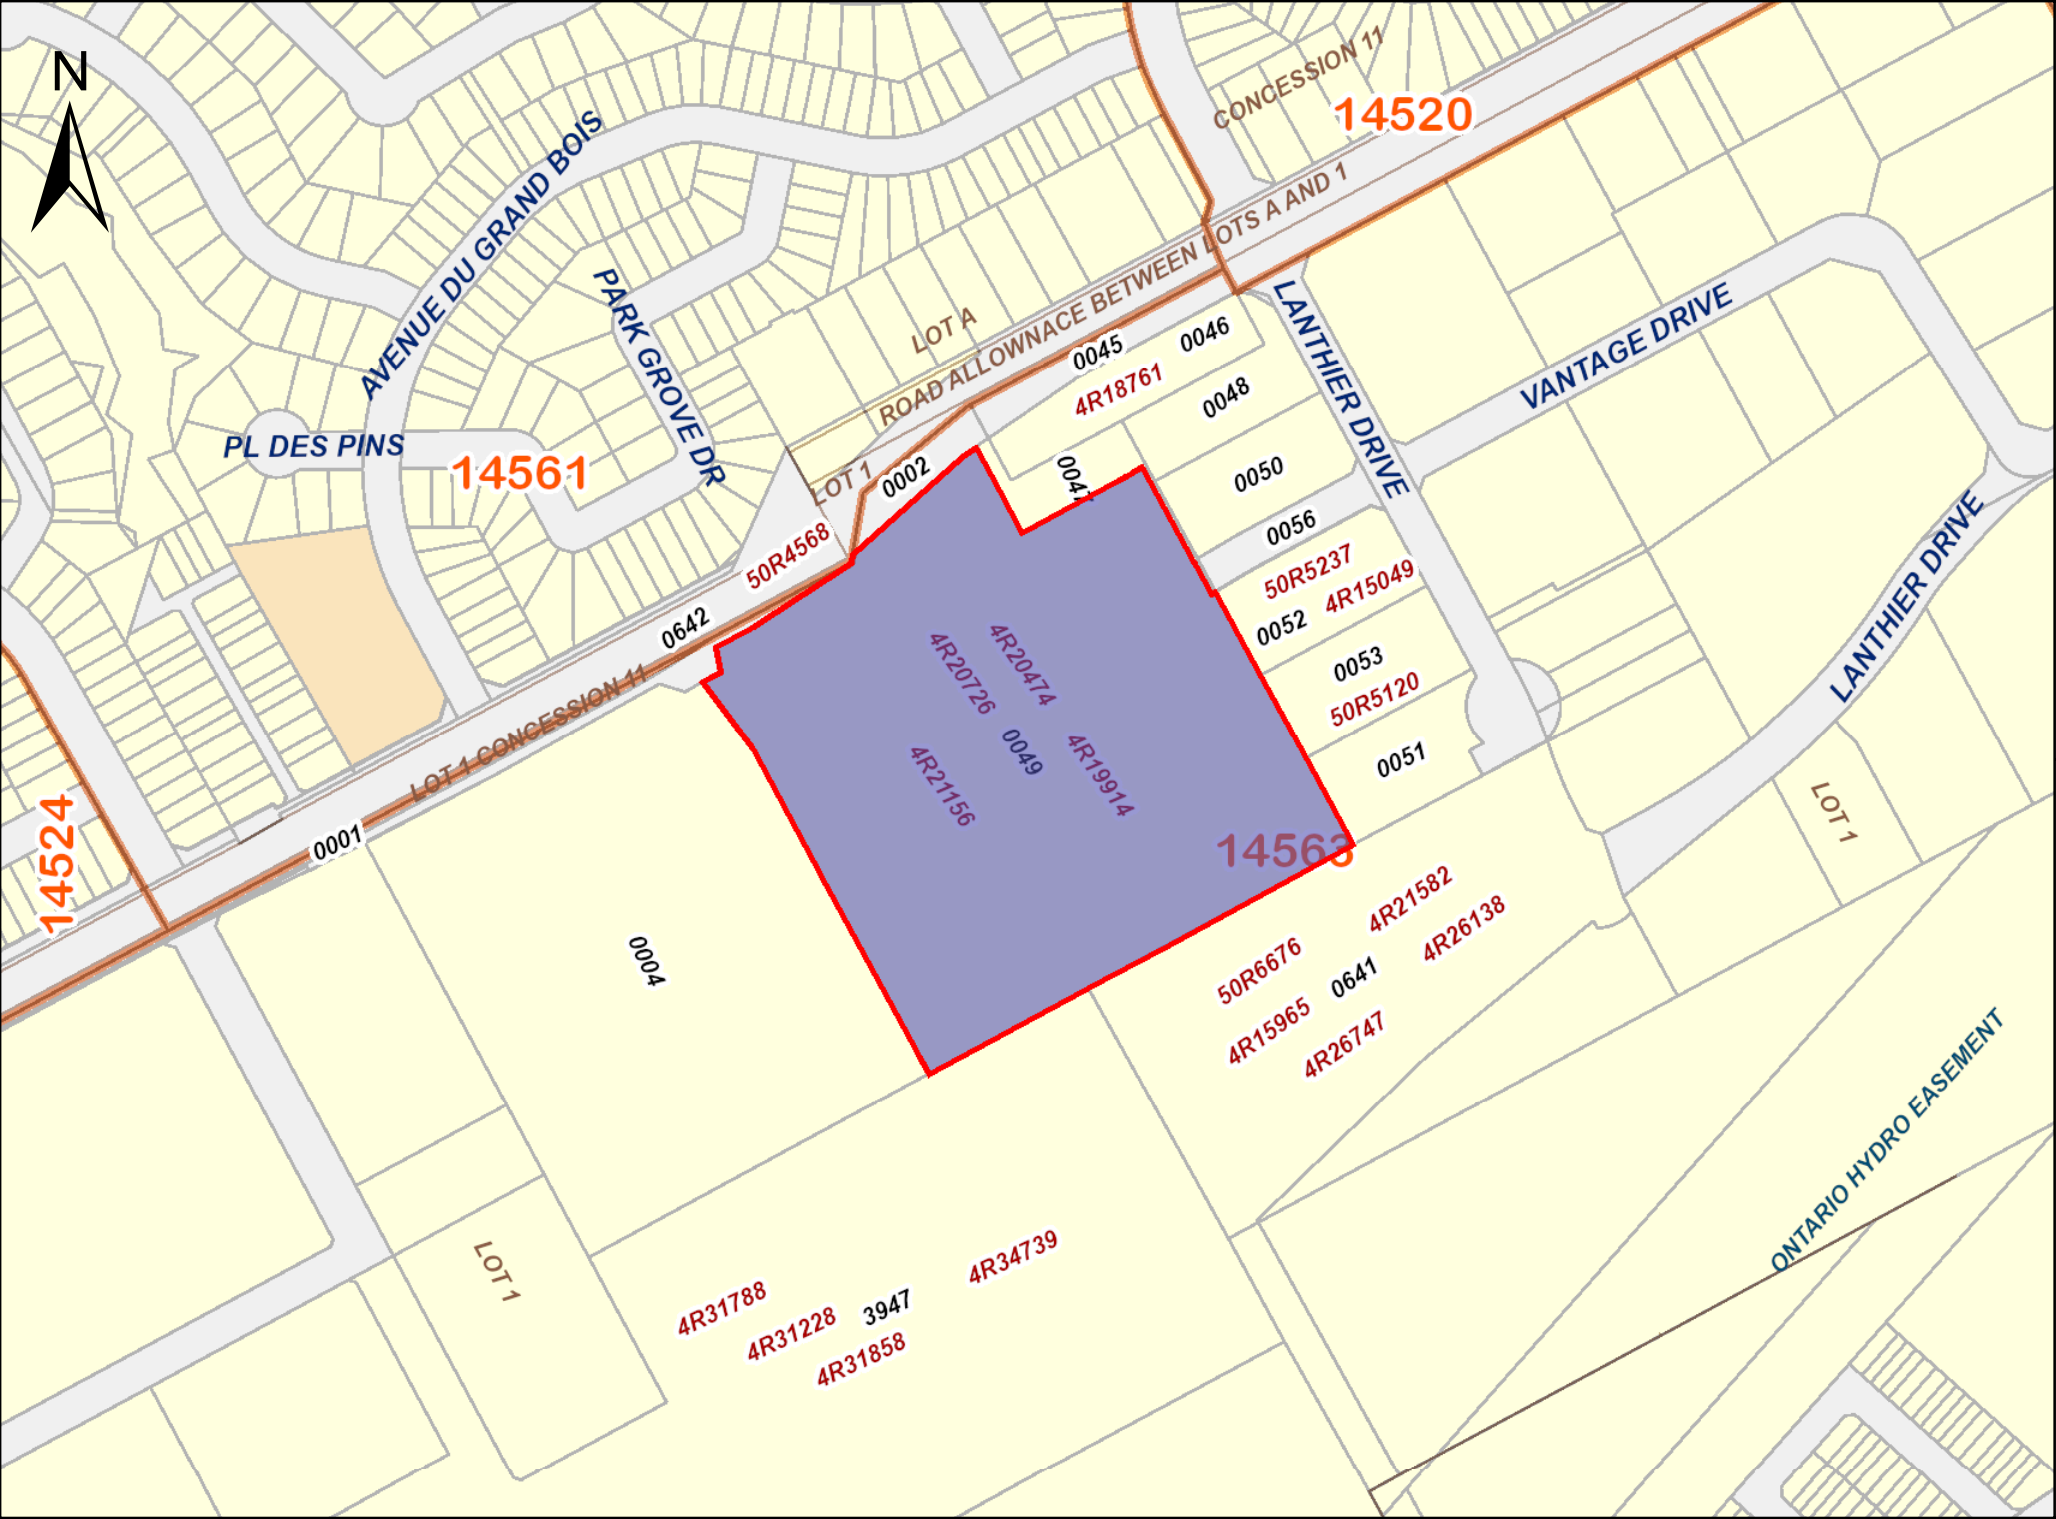 N
CONCESSION 11
14520
AVENUE DU GRAND BOIS
ROAD ALLOWNACE BETWEEN LOTS A AND 1
PARK GROVE DR
LOT A
LANTHIER DRIVE
VANTAGE DRIVE
0046
0045
4R18761
0048
PL DES PINS
14561
LOT 1
0002
0047
0050
0056
50R4568
50R5237
4R15049
0642
0052
0053
50R5120
LANTHIER DRIVE
4R20726
4R20474
0049
4R19914
4R21156
0051
LOT 1 CONCESSION 11
14524
0001
14563
LOT 1
0004
4R21582
4R26138
50R6676
0641
4R15965
4R26747
ONTARIO HYDRO EASEMENT
LOT 1
4R34739
4R31788
3947
4R31228
4R31858